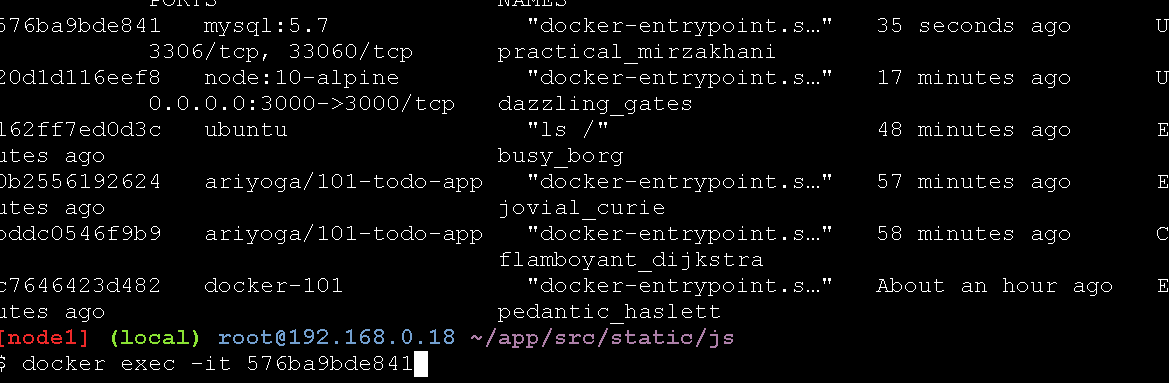 PORTS NAMES
576ba9bde841 mysql:5.7 "docker-entrypoint.s…" 35 seconds ago U
3306/tcp, 33060/tcp practical_mirzakhani
20d1d116eef8 node:10-alpine "docker-entrypoint.s…" 17 minutes ago U
0.0.0.0:3000->3000/tcp dazzling_gates
162ff7ed0d3c ubuntu "ls /" 48 minutes ago E
utes ago busy_borg
0b2556192624 ariyoga/101-todo-app "docker-entrypoint.s…" 57 minutes ago E
utes ago jovial_curie
bddc0546f9b9 ariyoga/101-todo-app "docker-entrypoint.s…" 58 minutes ago C
flamboyant_dijkstra
c7646423d482 docker-101 "docker-entrypoint.s…" About an hour ago E
utes ago pedantic_haslett
[node1] (local) root@192.168.0.18 ~/app/src/static/js
$ docker exec -it 576ba9bde841